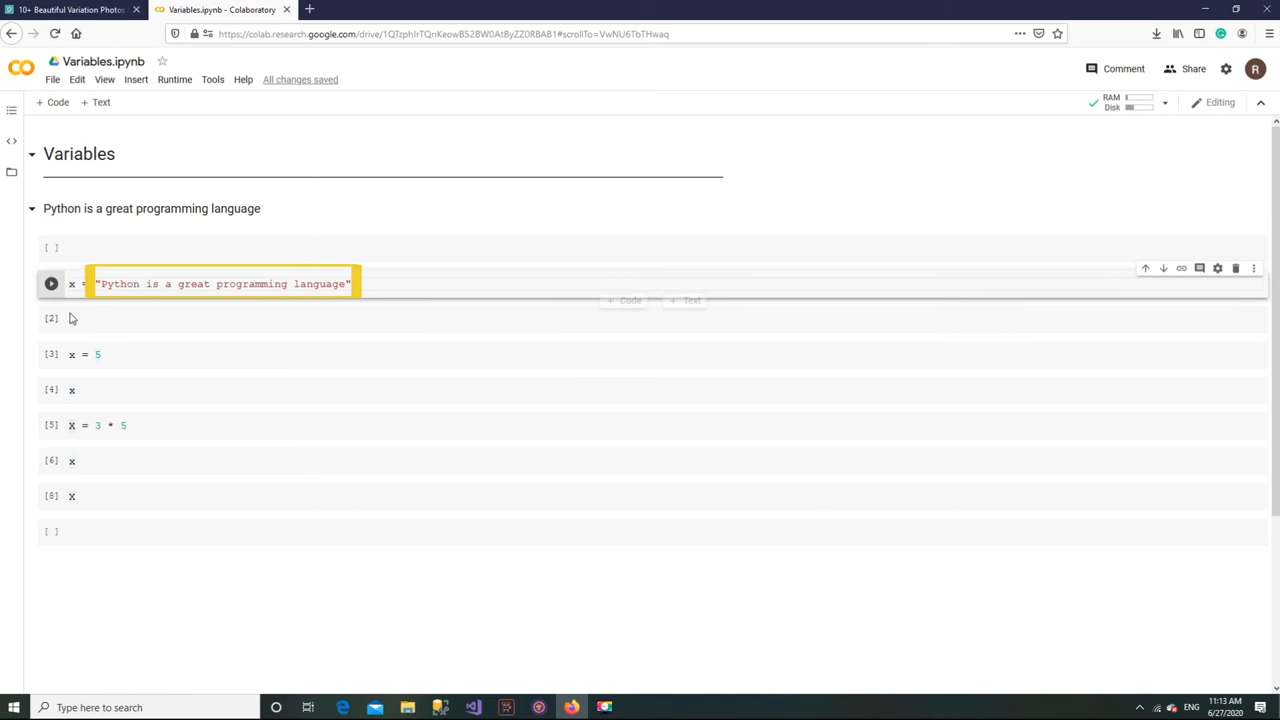 10+ Beautiful Variation Photos
Variables.ipynb - Colaboratory
https://colab.research.google.com/drive/1QTzphIrTQnKeowB52BW0AtByZZ0RBAB1#scrollTo=VwNU6TbTHwaq
Variables.ipynb
File Edit View Insert Runtime Tools Help All changes saved
Comment Share R
+ Code + Text
RAM
Disk
Editing
Variables
Python is a great programming language
[ ]
x = "Python is a great programming language"
+ Code + Text
[2]
[3] x = 5
[4] x
[5] x = 3 * 5
[6] x
[8] x
[ ]
Type here to search
ENG
11:13 AM
6/27/2020